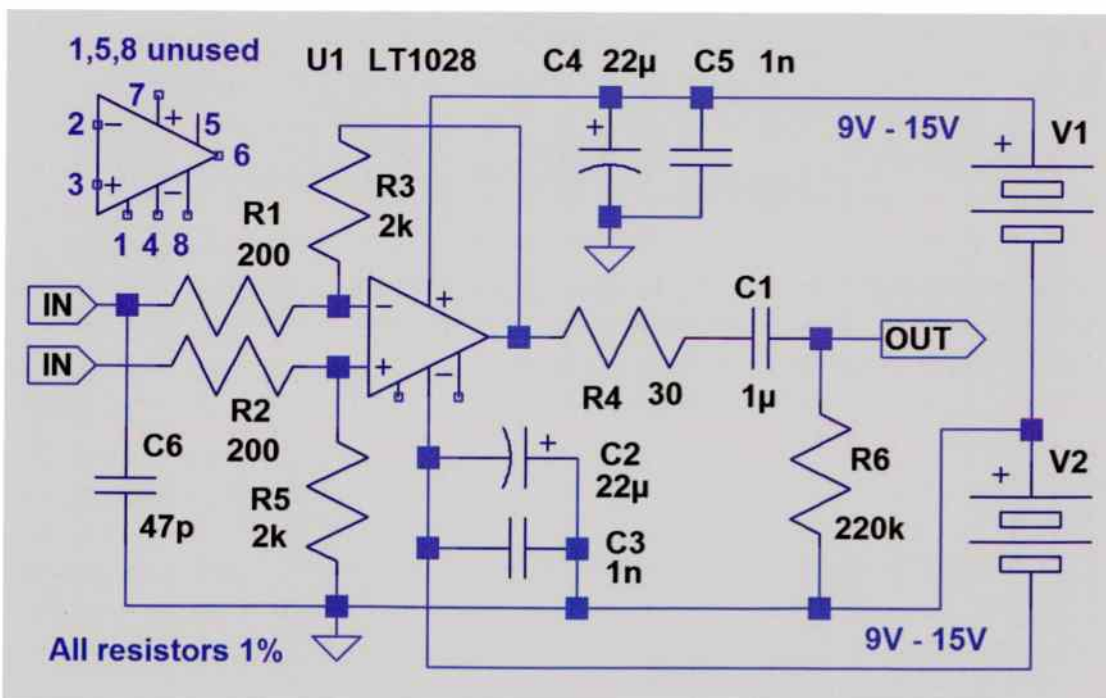 1,5,8 unused
U1 LT1028
C4 22µ
C5 1n
7
+
2
−
5
6
3
+
−
1 4 8
+
9V - 15V
V1
+
R3
2k
R1
200
IN
−
+
C1
IN
+
−
OUT
R4 30
1µ
R2
200
C6
47p
R5
2k
+
C2
22µ
C3
1n
R6
220k
V2
+
All resistors 1%
9V - 15V